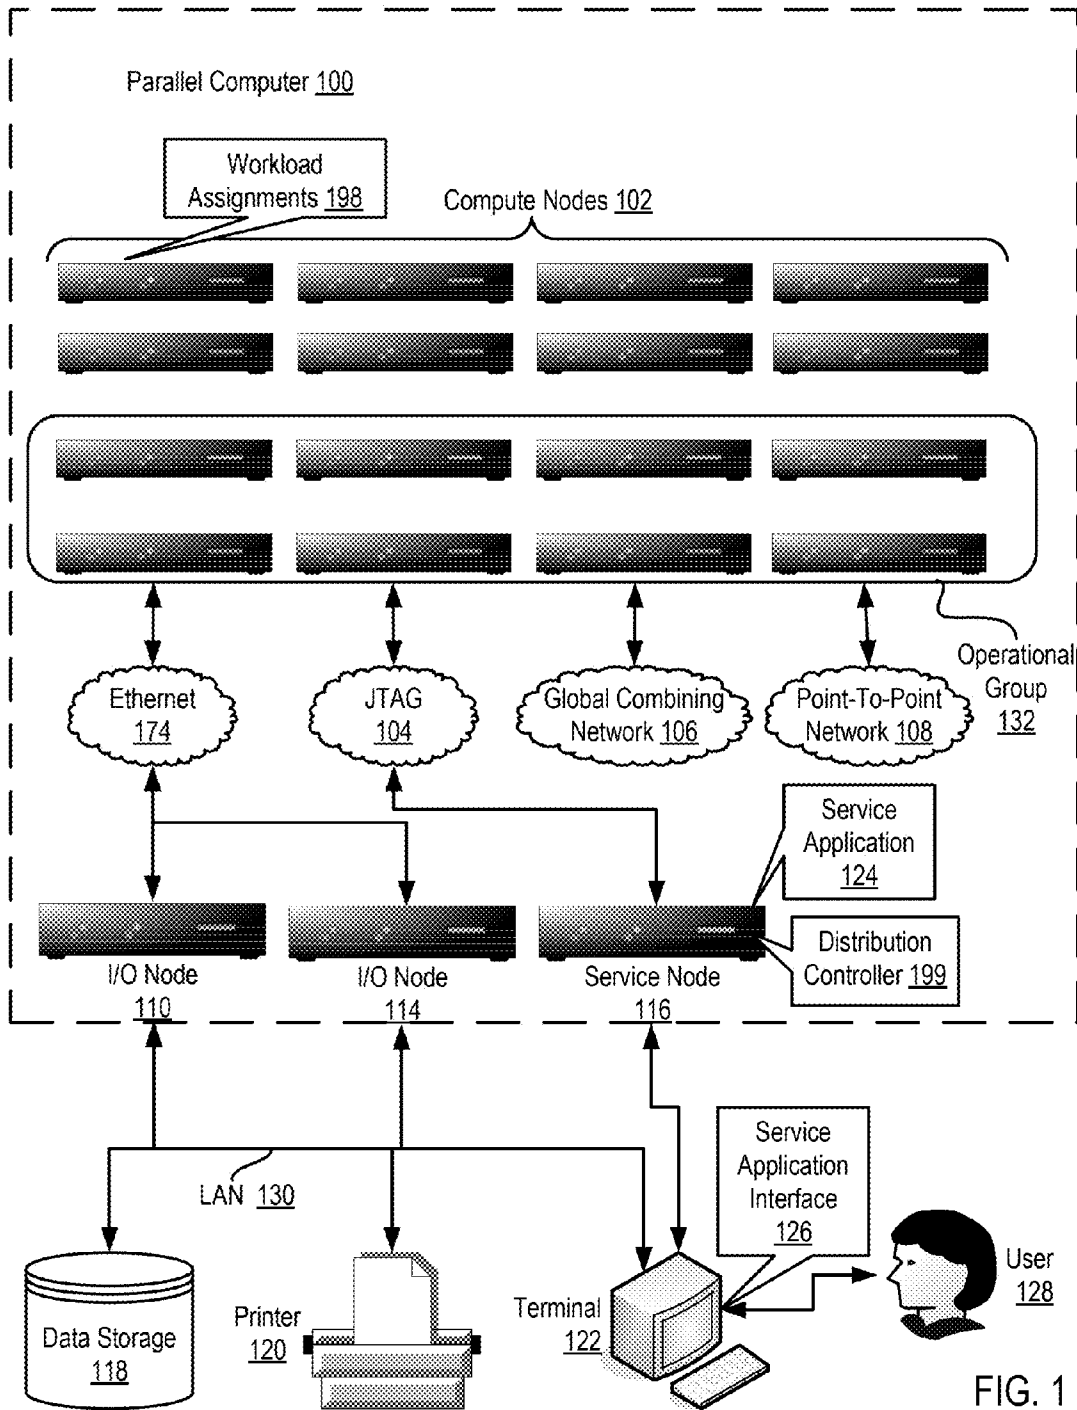 Parallel Computer 100
Workload
Assignments 198
Compute Nodes 102
Operational
Group
132
Ethernet
174
JTAG
104
Global Combining
Network 106
Point-To-Point
Network 108
Service
Application
124
Distribution
Controller 199
I/O Node
110
I/O Node
114
Service Node
116
LAN 130
Service
Application
Interface
126
User
128
Data Storage
118
Printer
120
Terminal
122
FIG. 1